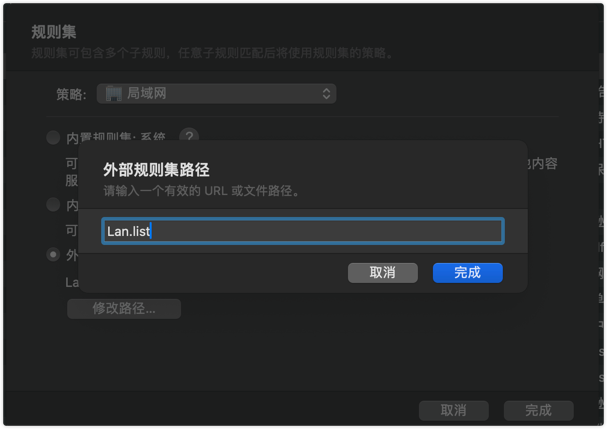 规则集
规则集可包含多个子规则，任意子规则匹配后将使用规则集的策略。
策略:
局域网
内置规则集: 系统
?
可
出内容
服
外部规则集路径
请输入一个有效的 URL 或文件路径。
内
可
Lan.list
外
取消
完成
La
修改路径...
取消
完成